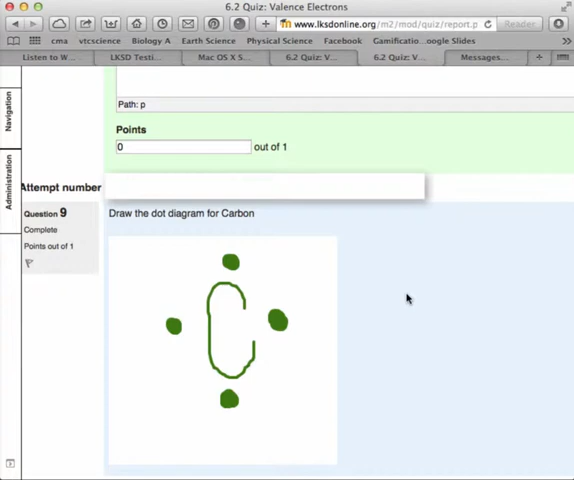 6.2 Quiz: Valence Electrons
www.lksdonline.org/m2/mod/quiz/report.p
Reader
cma vtcscience Biology A Earth Science Physical Science Facebook Gamificatio...oogle Slides
Listen to W... LKSD Testi... Mac OS X S... 6.2 Quiz: V... 6.2 Quiz: V... Messages...
Navigation
Administration
Path: p
Points
0 out of 1
Attempt number
Question 9
Complete
Points out of 1
Draw the dot diagram for Carbon
C